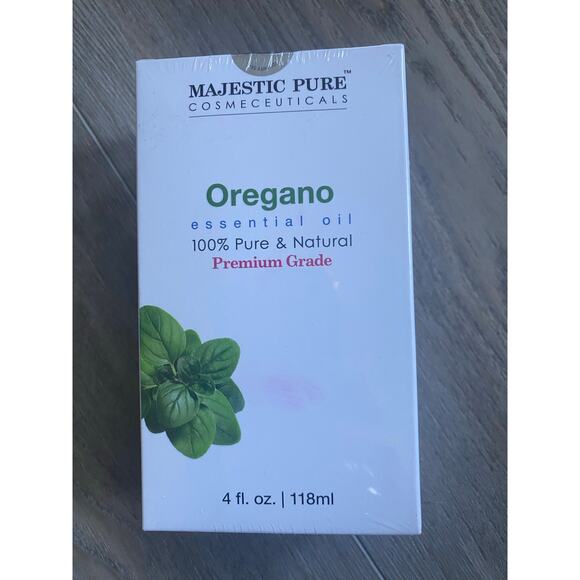 MAJESTIC PURE™
COSMECEUTICALS
Oregano
essential oil
100% Pure & Natural
Premium Grade
4 fl. oz. | 118ml